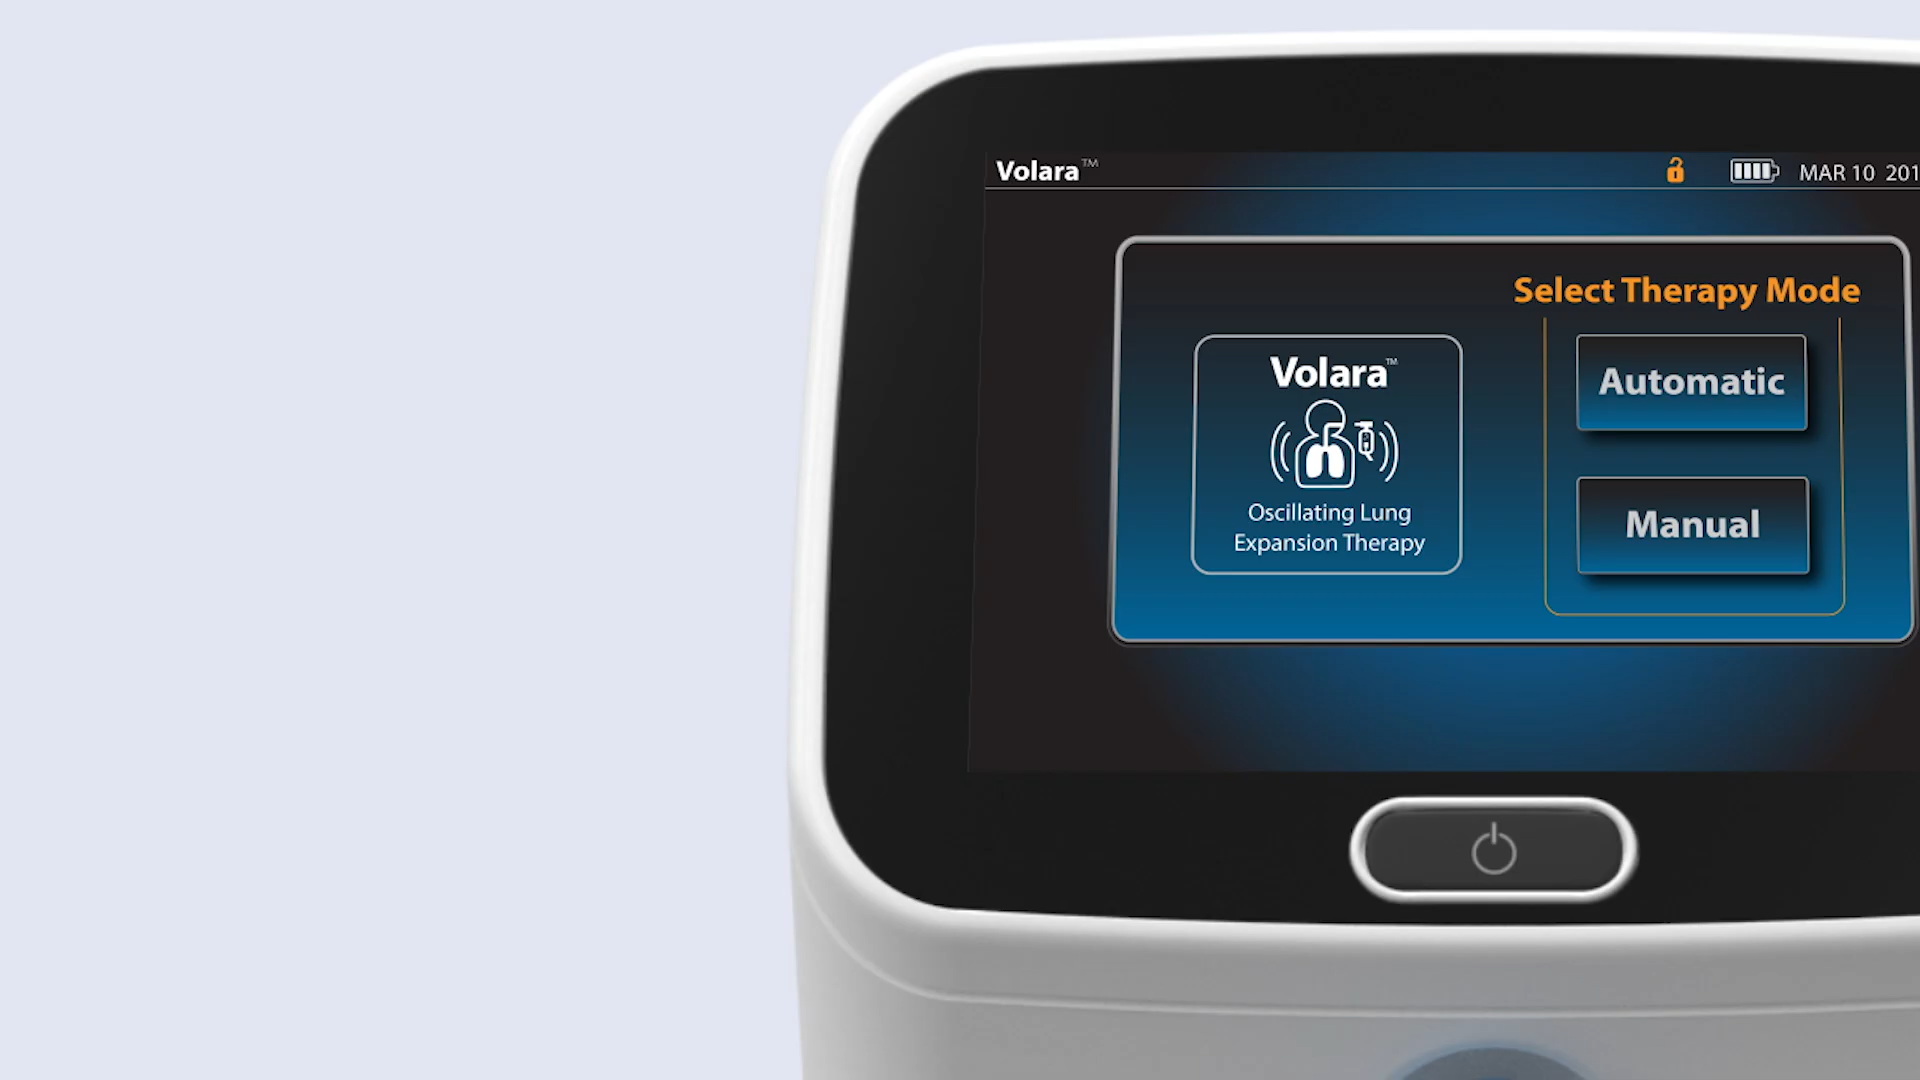 Volara™
MAR 10 201
Select Therapy Mode
Volara™
Automatic
Oscillating Lung
Expansion Therapy
Manual